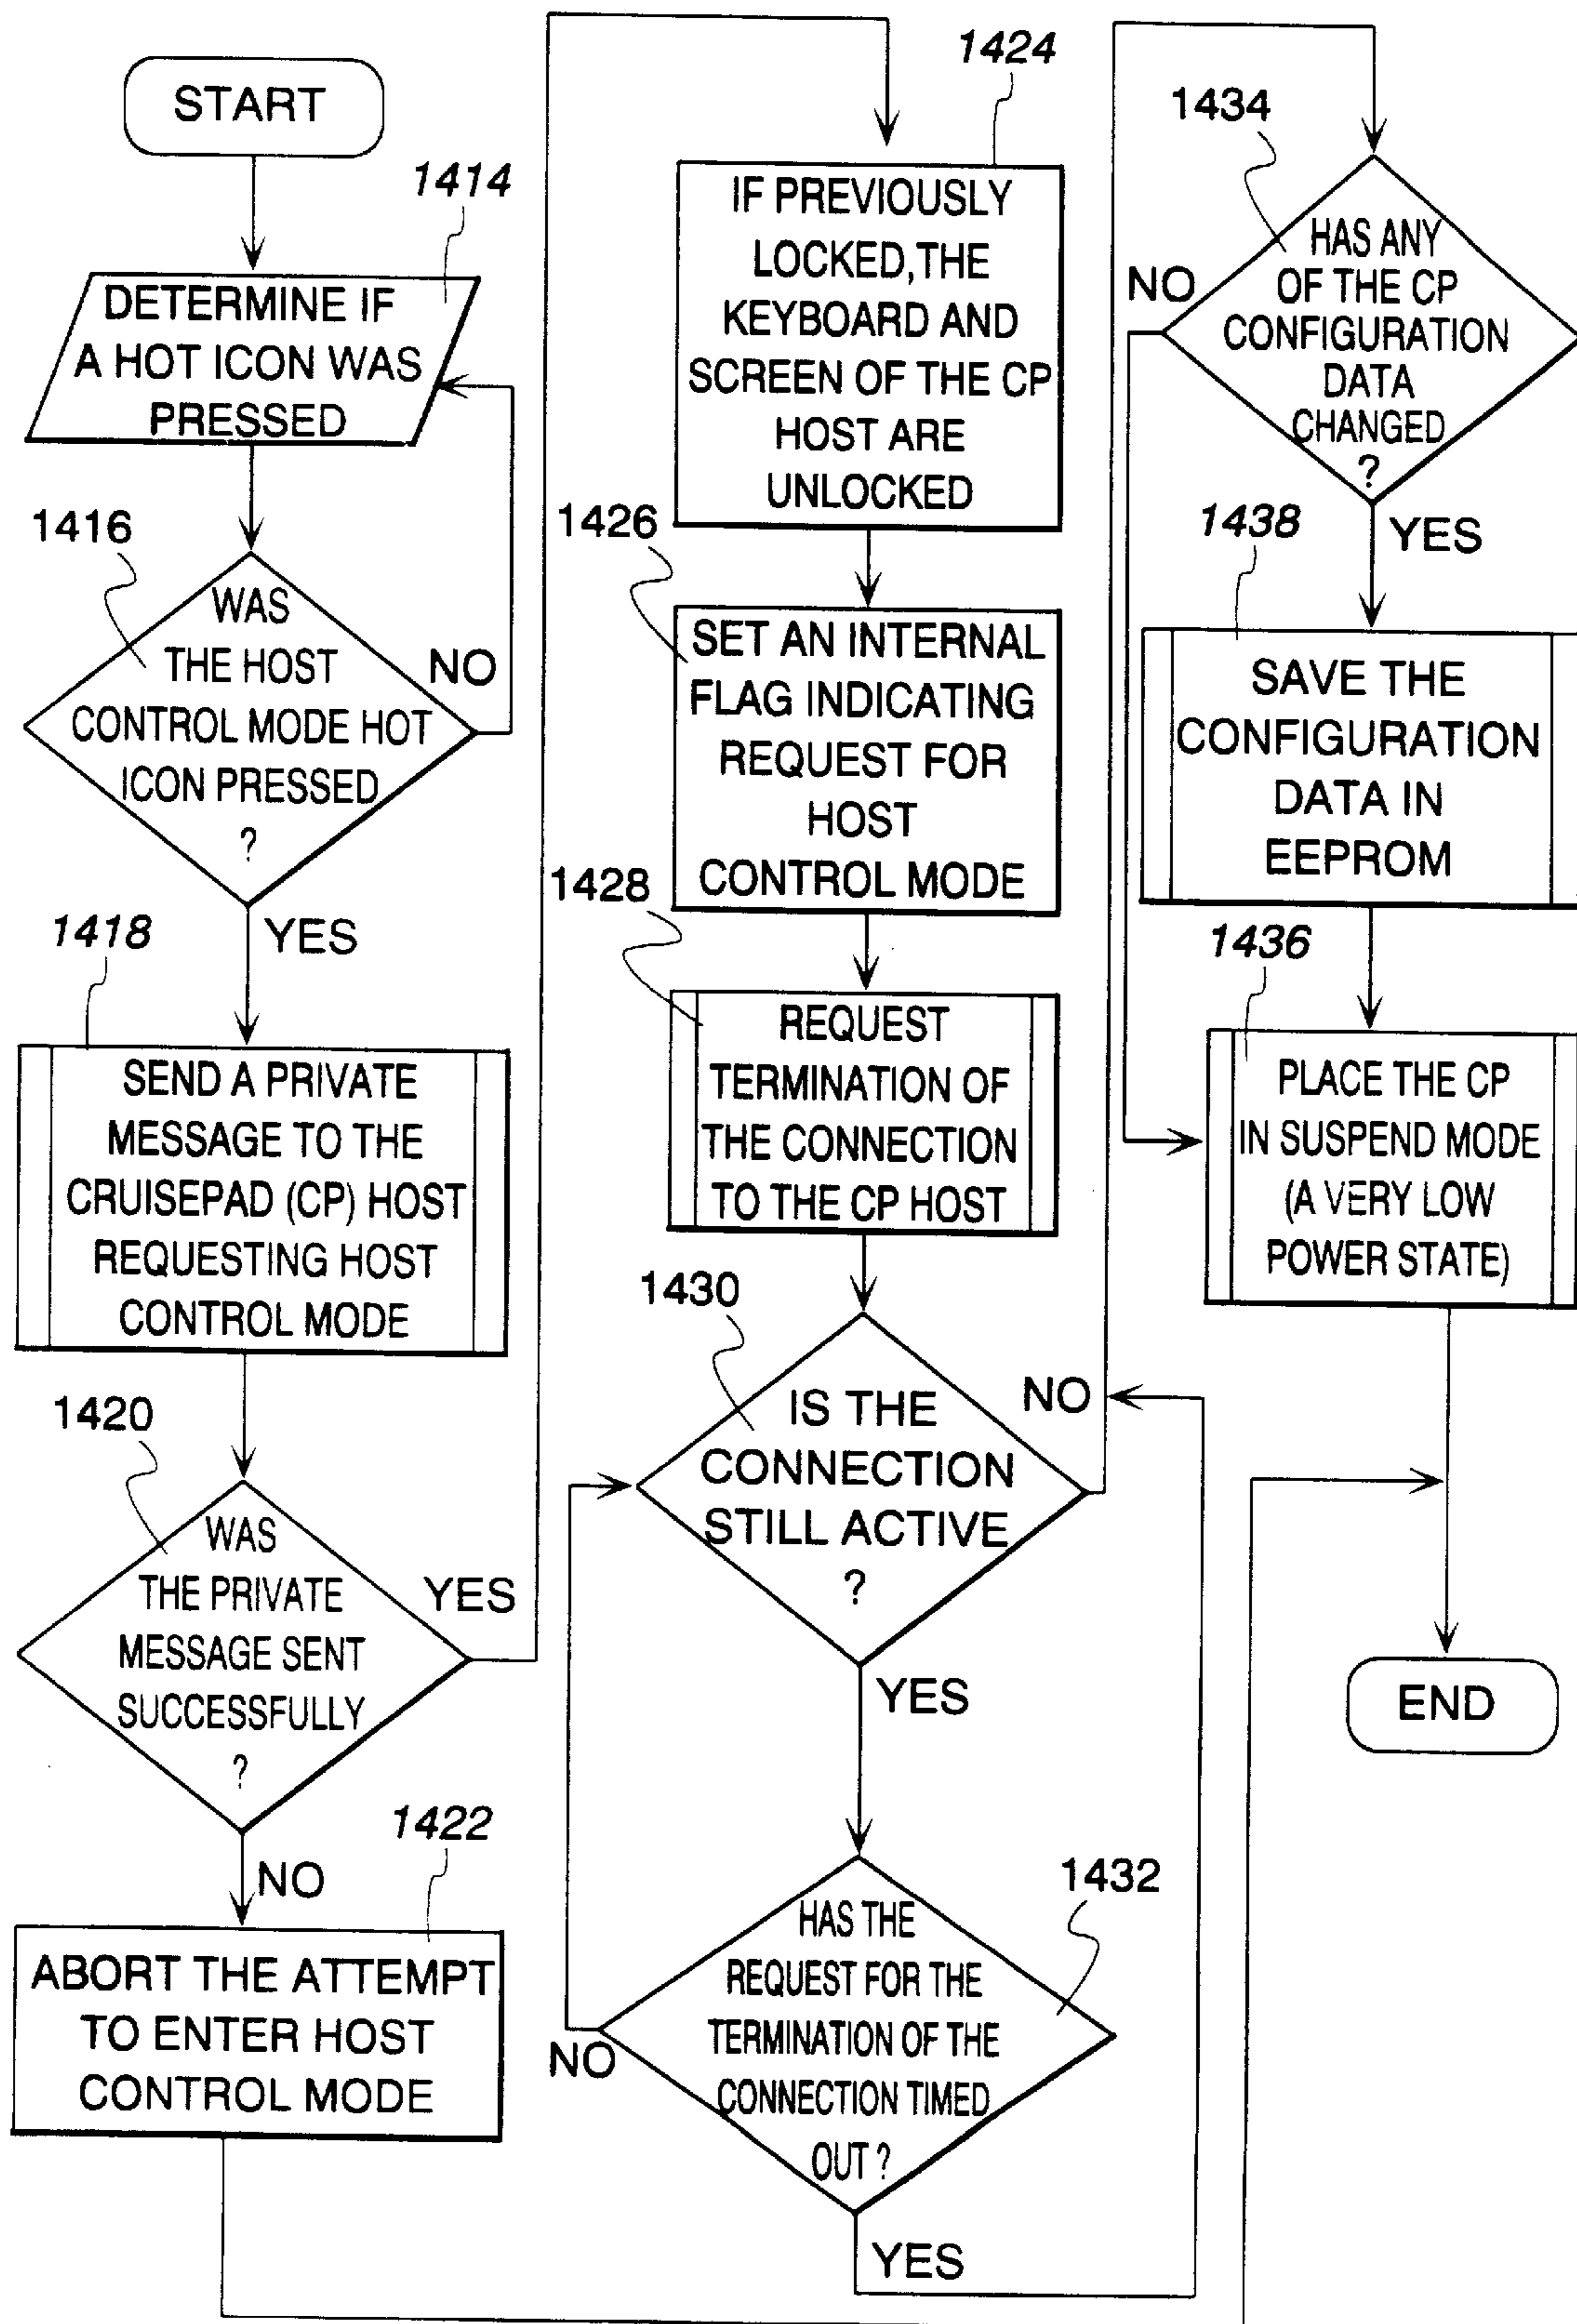 START
1414
DETERMINE IF
A HOT ICON WAS
PRESSED
1416
WAS
THE HOST
CONTROL MODE HOT
ICON PRESSED
?
NO
YES
1418
SEND A PRIVATE
MESSAGE TO THE
CRUISEPAD (CP) HOST
REQUESTING HOST
CONTROL MODE
1420
WAS
THE PRIVATE
MESSAGE SENT
SUCCESSFULLY
?
YES
NO
1422
ABORT THE ATTEMPT
TO ENTER HOST
CONTROL MODE
1424
IF PREVIOUSLY
LOCKED, THE
KEYBOARD AND
SCREEN OF THE CP
HOST ARE
UNLOCKED
1426
SET AN INTERNAL
FLAG INDICATING
REQUEST FOR
HOST
CONTROL MODE
1428
REQUEST
TERMINATION OF
THE CONNECTION
TO THE CP HOST
1430
IS THE
CONNECTION
STILL ACTIVE
?
NO
YES
1432
HAS THE
REQUEST FOR THE
TERMINATION OF THE
CONNECTION TIMED
OUT ?
NO
YES
1434
HAS ANY
OF THE CP
CONFIGURATION
DATA
CHANGED
?
NO
YES
1438
SAVE THE
CONFIGURATION
DATA IN
EEPROM
1436
PLACE THE CP
IN SUSPEND MODE
(A VERY LOW
POWER STATE)
END